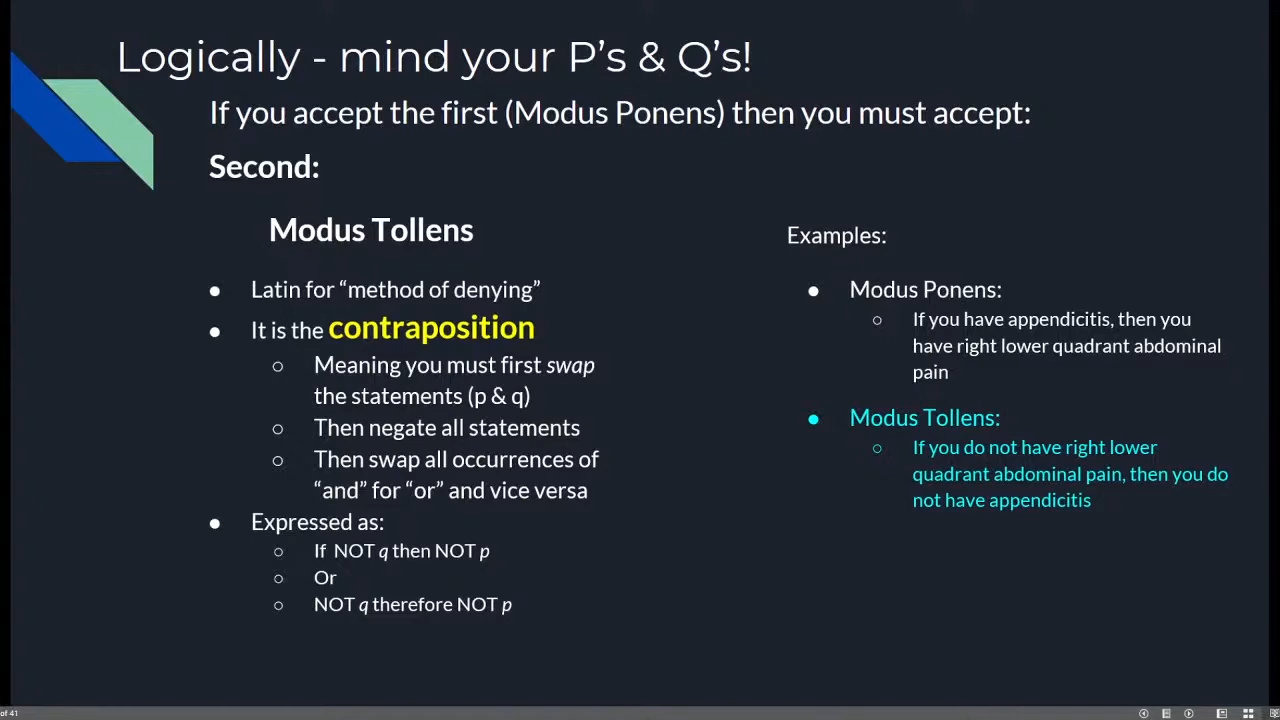 Logically - mind your P’s & Q’s!
If you accept the first (Modus Ponens) then you must accept:
Second:
Modus Tollens
● Latin for “method of denying”
● It is the contraposition
○ Meaning you must first swap
the statements (p & q)
○ Then negate all statements
○ Then swap all occurrences of
“and” for “or” and vice versa
● Expressed as:
○ If NOT q then NOT p
○ Or
○ NOT q therefore NOT p
Examples:
● Modus Ponens:
○ If you have appendicitis, then you
have right lower quadrant abdominal
pain
● Modus Tollens:
○ If you do not have right lower
quadrant abdominal pain, then you do
not have appendicitis
of 41